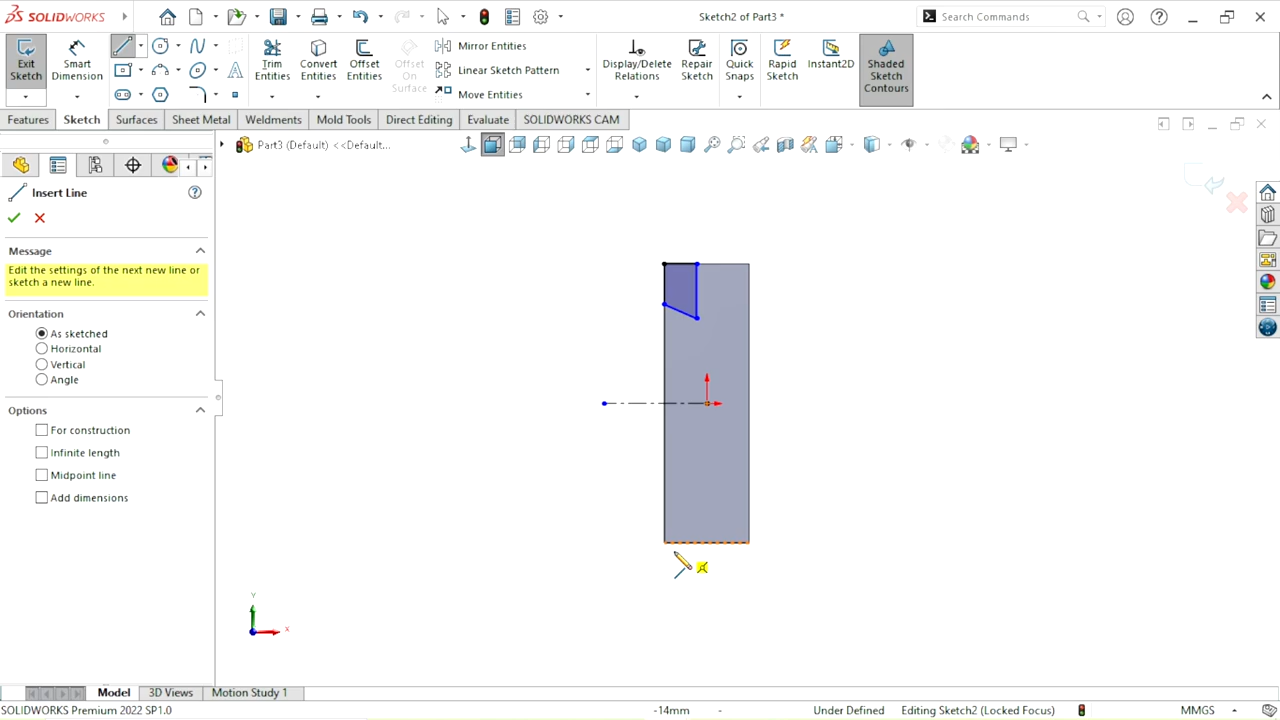 SOLIDWORKS
Sketch2 of Part3 *
Search Commands
Exit Sketch
Smart Dimension
Trim Entities
Convert Entities
Offset Entities
Offset On Surface
Mirror Entities
Linear Sketch Pattern
Move Entities
Display/Delete Relations
Repair Sketch
Quick Snaps
Rapid Sketch
Instant2D
Shaded Sketch Contours
Features Sketch Surfaces Sheet Metal Weldments Mold Tools Direct Editing Evaluate SOLIDWORKS CAM
Part3 (Default) <<Default...
Insert Line
Message
Edit the settings of the next new line or
sketch a new line.
Orientation
As sketched
Horizontal
Vertical
Angle
Options
For construction
Infinite length
Midpoint line
Add dimensions
Y
X
Model 3D Views Motion Study 1
SOLIDWORKS Premium 2022 SP1.0 -14mm - Under Defined Editing Sketch2 (Locked Focus) MMGS